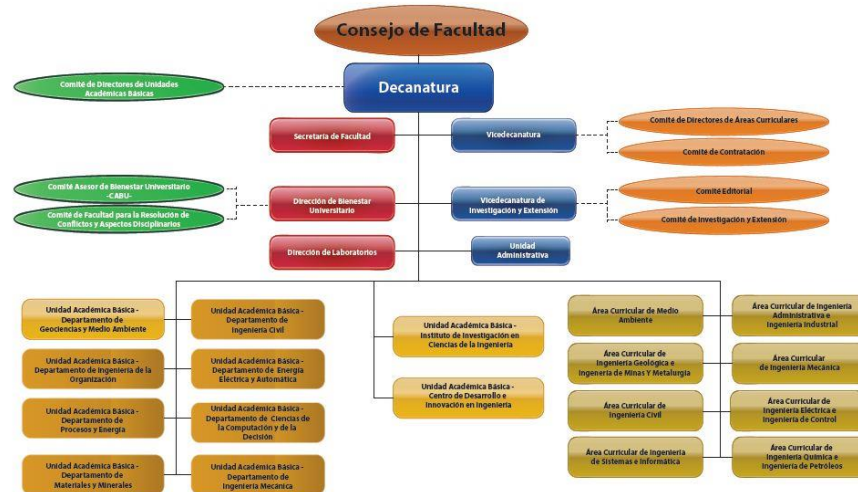 Consejo de Facultad
Decanatura
Comité de Directores de Unidades
Académicas Básicas
Secretaría de Facultad
Vicedecanatura
Comité de Directores de Áreas Curriculares
Comité de Contratación
Comité Asesor de Bienestar Universitario
-CABU-
Comité de Facultad para la Resolución de
Conflictos y Aspectos Disciplinarios
Dirección de Bienestar
Universitario
Vicedecanatura de
Investigación y Extensión
Comité Editorial
Comité de Investigación y Extensión
Dirección de Laboratorios
Unidad
Administrativa
Unidad Académica Básica -
Departamento de
Geociencias y Medio Ambiente
Unidad Académica Básica -
Departamento de
Ingeniería Civil
Unidad Académica Básica -
Departamento de Ingeniería de la
Organización
Unidad Académica Básica -
Departamento de Energía
Eléctrica y Automática
Unidad Académica Básica -
Departamento de
Procesos y Energía
Unidad Académica Básica -
Departamento de Ciencias de
la Computación y de la
Decisión
Unidad Académica Básica -
Departamento de
Materiales y Minerales
Unidad Académica Básica -
Departamento de
Ingeniería Mecánica
Unidad Académica Básica -
Instituto de Investigación en
Ciencias de la Ingeniería
Unidad Académica Básica -
Centro de Desarrollo e
Innovación en Ingeniería
Área Curricular de Medio
Ambiente
Área Curricular de Ingeniería
Administrativa e
Ingeniería Industrial
Área Curricular de
Ingeniería Geológica e
Ingenería de Minas Y Metalurgia
Área Curricular
de Ingeniería Mecánica
Área Curricular de
Ingeniería Civil
Área Curricular de
Ingeniería Eléctrica e
Ingeniería de Control
Área Curricular de Ingeniería
de Sistemas e Informática
Área Curricular de
Ingeniería Química e
Ingeniería de Petróleos